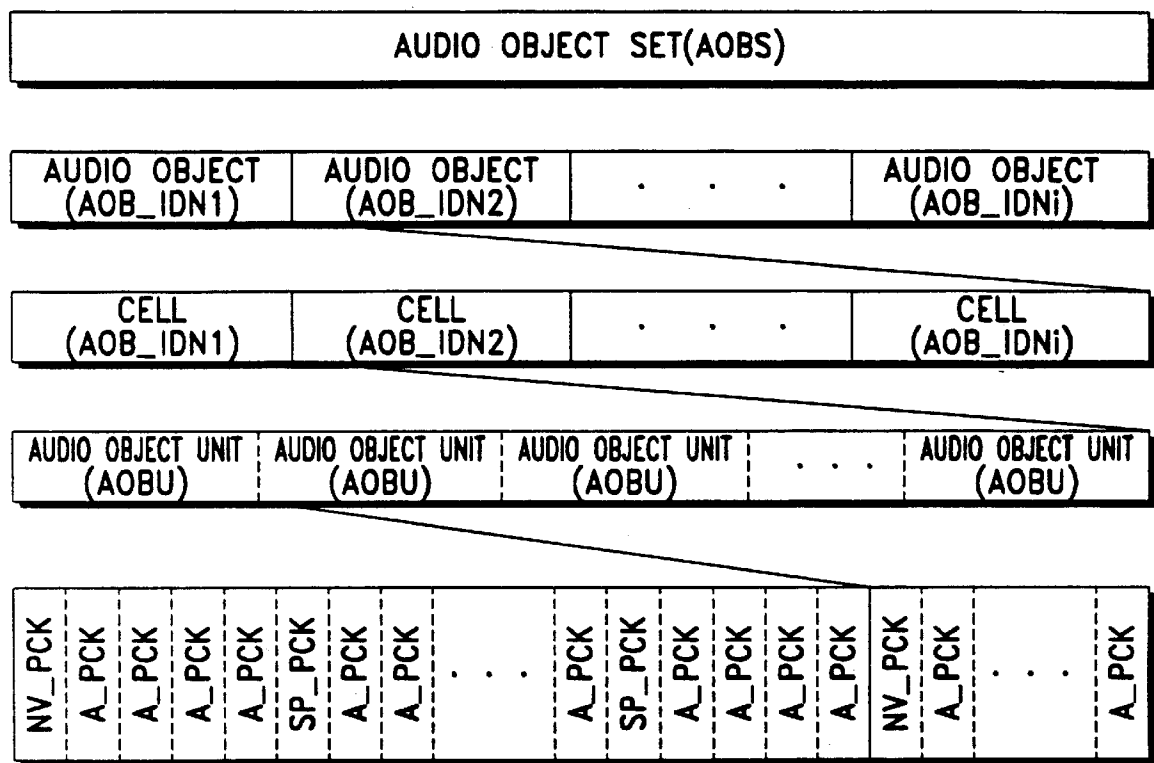 AUDIO OBJECT SET(AOBS)
AUDIO OBJECT AUDIO OBJECT . . . AUDIO OBJECT
(AOB_IDN1) (AOB_IDN2) (AOB_IDNi)
CELL CELL . . . CELL
(AOB_IDN1) (AOB_IDN2) (AOB_IDNi)
AUDIO OBJECT UNIT AUDIO OBJECT UNIT AUDIO OBJECT UNIT . . . AUDIO OBJECT UNIT
(AOBU) (AOBU) (AOBU) (AOBU)
NV_PCK A_PCK A_PCK A_PCK A_PCK SP_PCK A_PCK A_PCK . . . A_PCK SP_PCK A_PCK A_PCK A_PCK A_PCK NV_PCK A_PCK . . . A_PCK